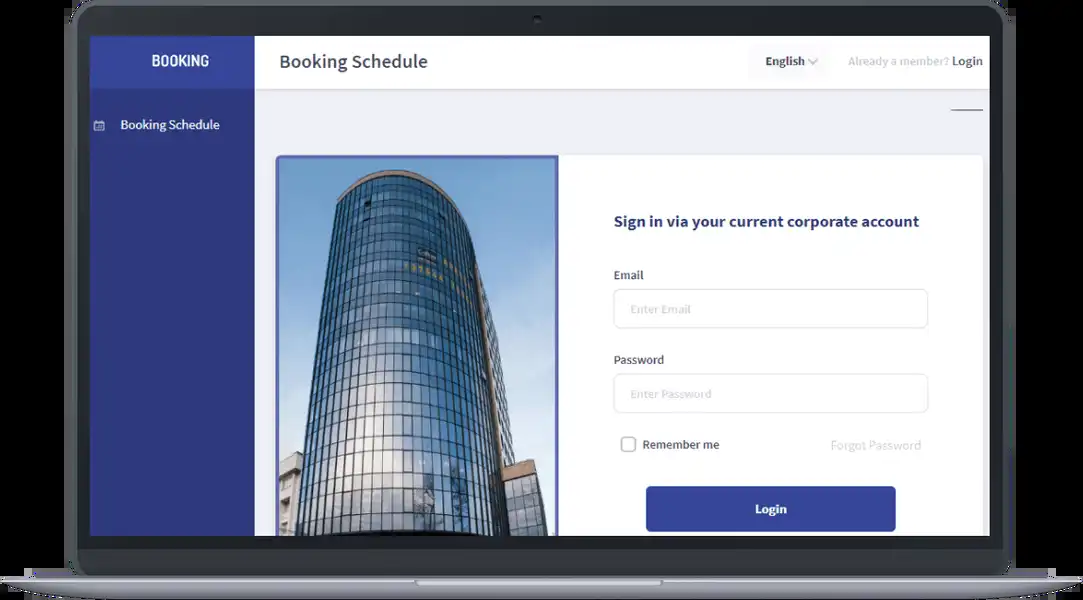 BOOKING
Booking Schedule
English
Already a member? Login
Booking Schedule
Sign in via your current corporate account
Email
Enter Email
Password
Enter Password
Remember me
Forgot Password
Login